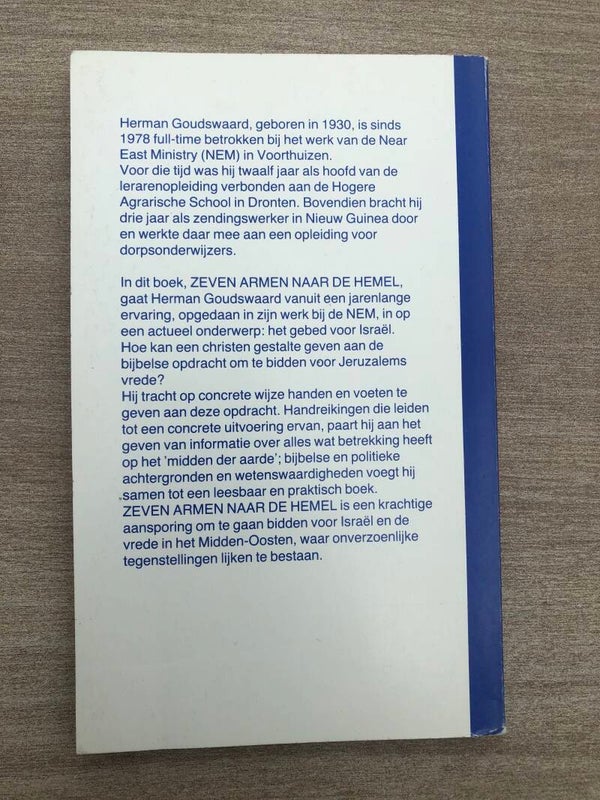 Herman Goudswaard, geboren in 1930, is sinds
1978 full-time betrokken bij het werk van de Near
East Ministry (NEM) in Voorthuizen.
Voor die tijd was hij twaalf jaar als hoofd van de
lerarenopleiding verbonden aan de Hogere
Agrarische School in Dronten. Bovendien bracht hij
drie jaar als zendingswerker in Nieuw Guinea door
en werkte daar mee aan een opleiding voor
dorpsonderwijzers.
In dit boek, ZEVEN ARMEN NAAR DE HEMEL,
gaat Herman Goudswaard vanuit een jarenlange
ervaring, opgedaan in zijn werk bij de NEM, in op
een actueel onderwerp: het gebed voor Israël.
Hoe kan een christen gestalte geven aan de
bijbelse opdracht om te bidden voor Jeruzalems
vrede?
Hij tracht op concrete wijze handen en voeten te
geven aan deze opdracht. Handreikingen die leiden
tot een concrete uitvoering ervan, paart hij aan het
geven van informatie over alles wat betrekking heeft
op het 'midden der aarde'; bijbelse en politieke
achtergronden en wetenswaardigheden voegt hij
samen tot een leesbaar en praktisch boek.
ZEVEN ARMEN NAAR DE HEMEL is een krachtige
aansporing om te gaan bidden voor Israël en de
vrede in het Midden-Oosten, waar onverzoenlijke
tegenstellingen lijken te bestaan.